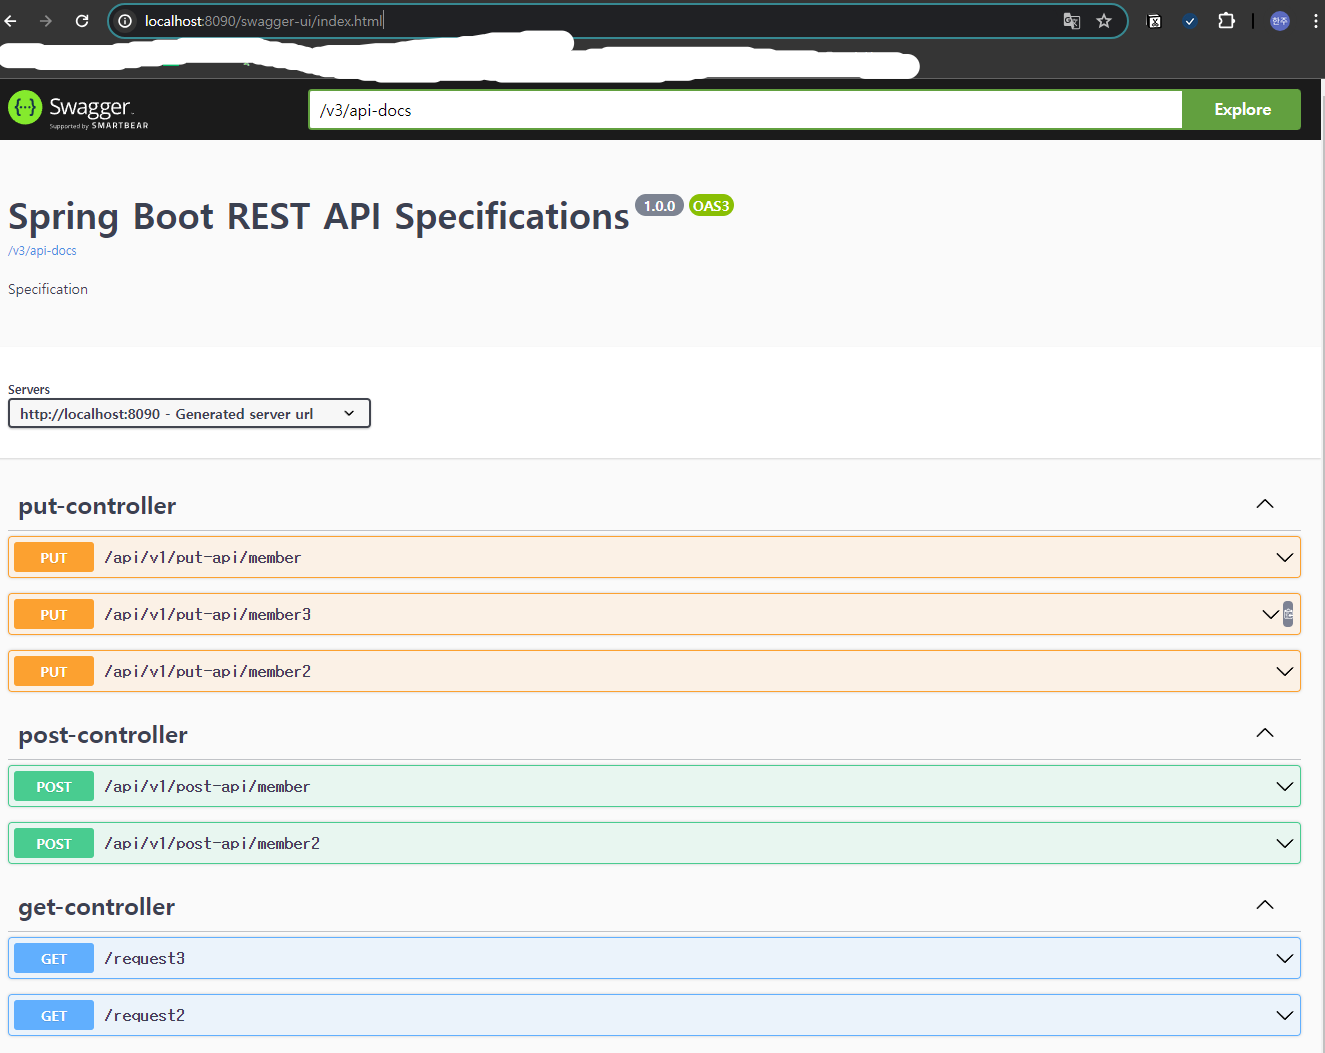 localhost:8090/swagger-ui/index.html
한주
Swagger
Supported by SMARTBEAR
/v3/api-docs
Explore
Spring Boot REST API Specifications 1.0.0 OAS3
/v3/api-docs
Specification
Servers
http://localhost:8090 - Generated server url
put-controller
PUT /api/v1/put-api/member
PUT /api/v1/put-api/member3
PUT /api/v1/put-api/member2
post-controller
POST /api/v1/post-api/member
POST /api/v1/post-api/member2
get-controller
GET /request3
GET /request2